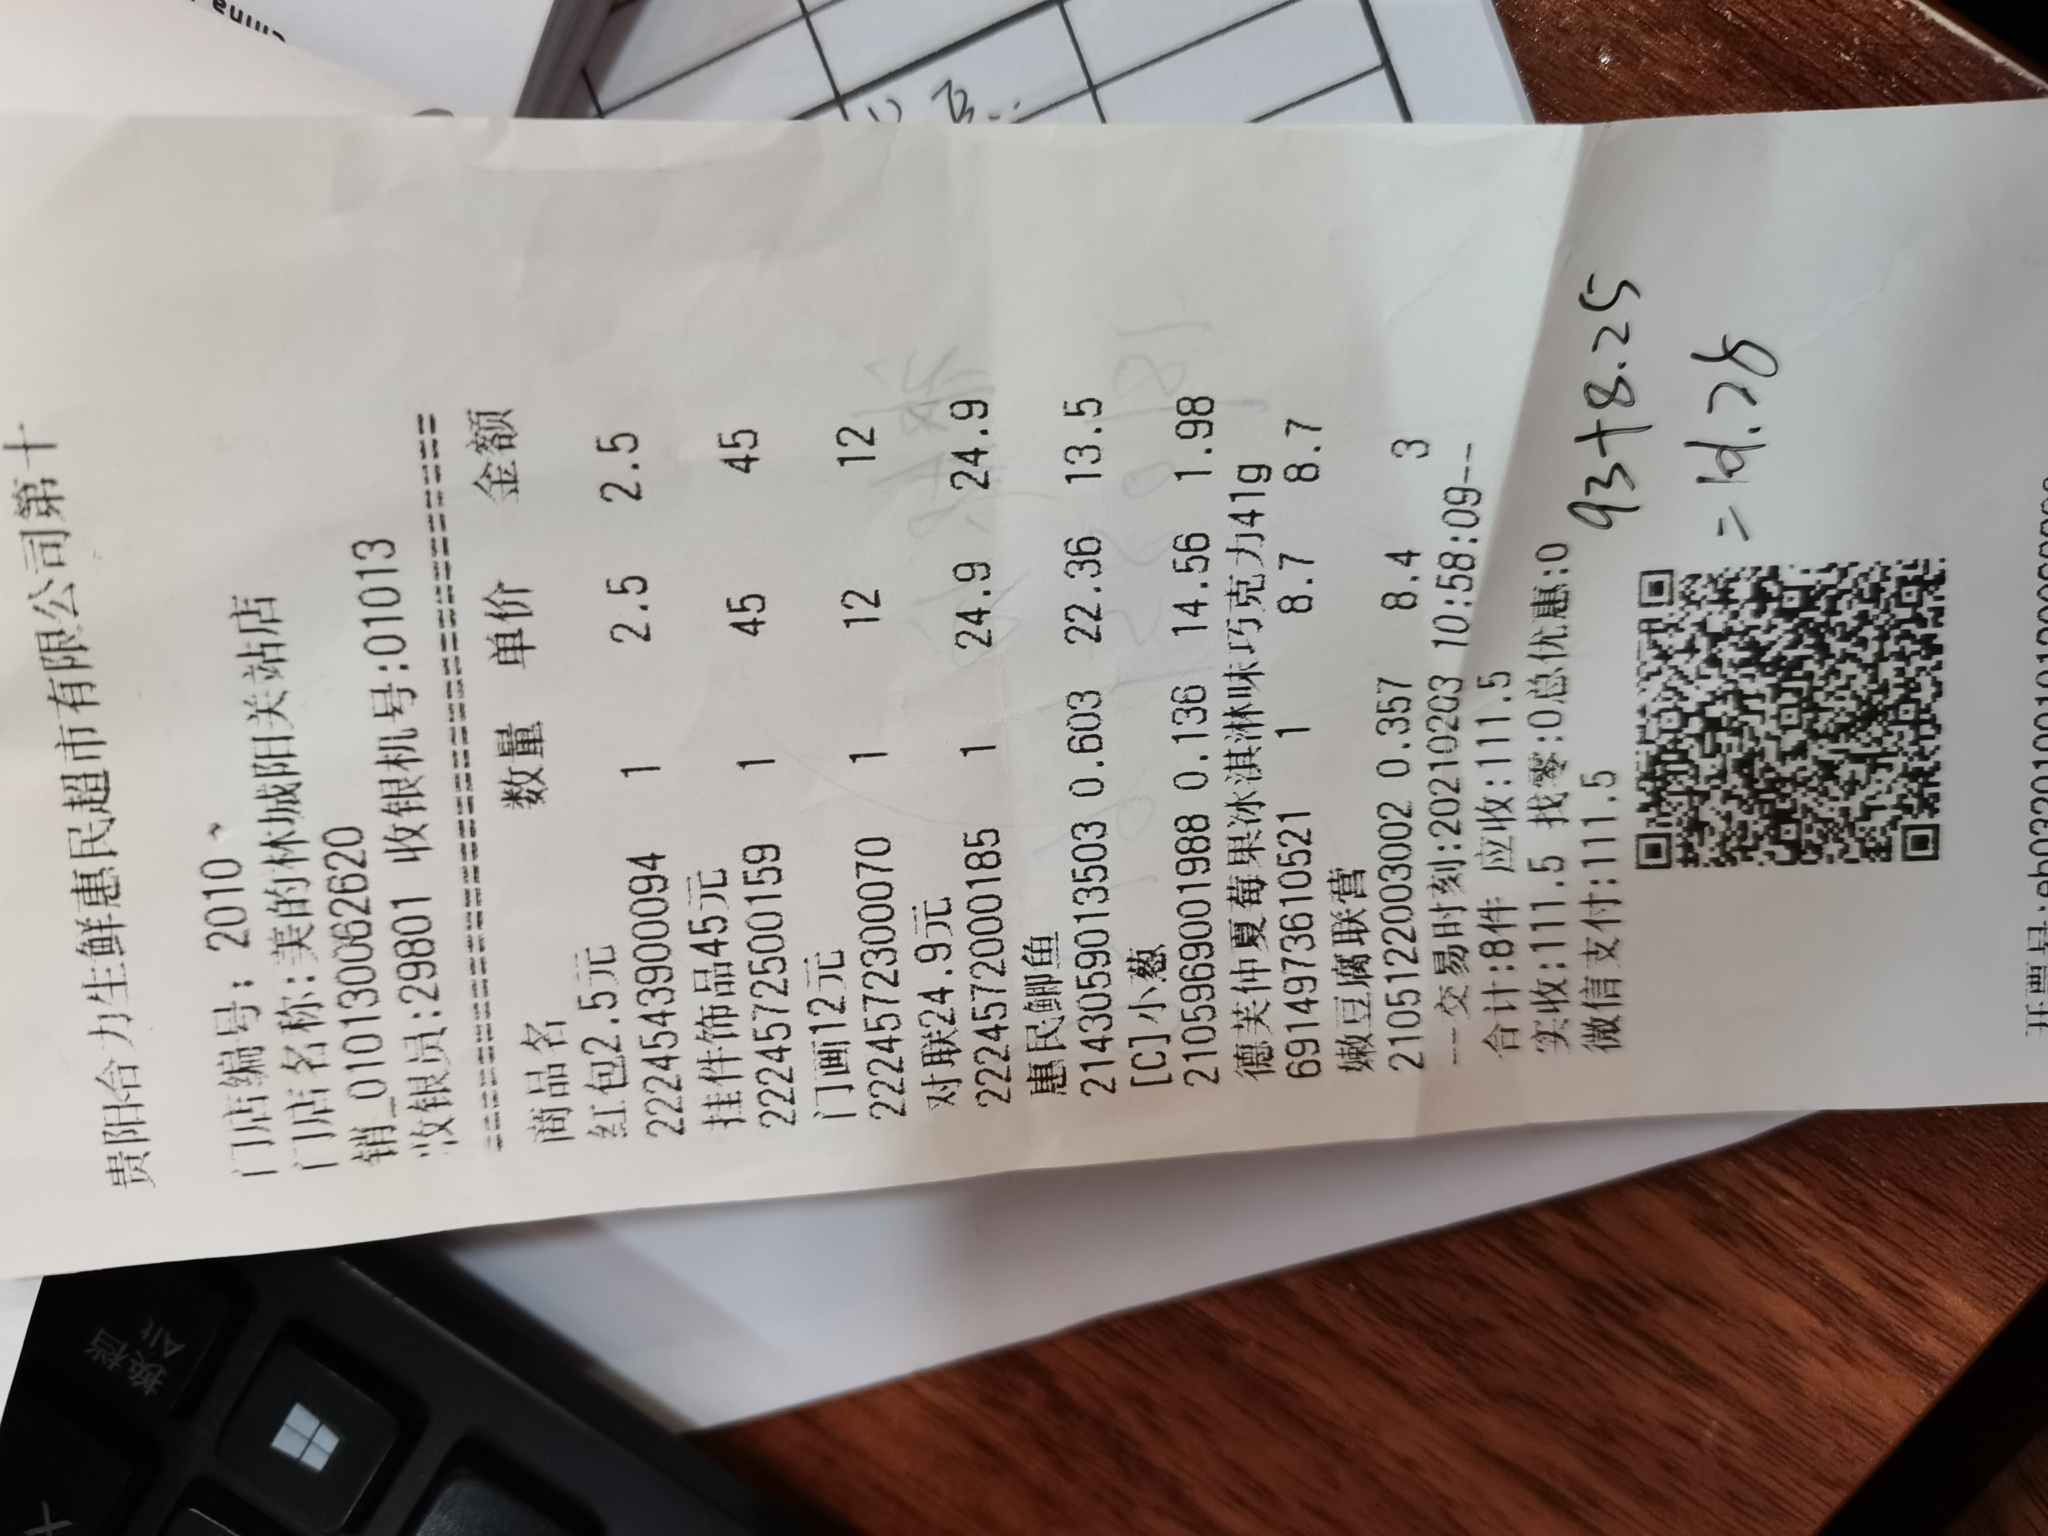 贵阳合力生鲜惠民超市有限公司第十
门店编号: 2010
门店名称:美的林城阳关站店
销_010130062620
收银员:29801 收银机号:01013
商品名 数量 单价 金额
红包2.5元
2224543900094 1 2.5 2.5
挂件饰品45元
2224572500159 1 45 45
门画12元
2224572300070 1 12 12
对联24.9元
2224572000185 1 24.9 24.9
惠民鲫鱼
2143059013503 0.603 22.36 13.5
[C]小葱
2105969001988 0.136 14.56 1.98
德芙仲夏莓果冰淇淋味巧克力41g
6914973610521 1 8.7 8.7
嫩豆腐联营
2105122003002 0.357 8.4 3
--交易时刻:20210203 10:58:09--
合计:8件 应收:111.5
实收:111.5 找零:0总优惠:0
微信支付:111.5
93+8.25
换档
Alt